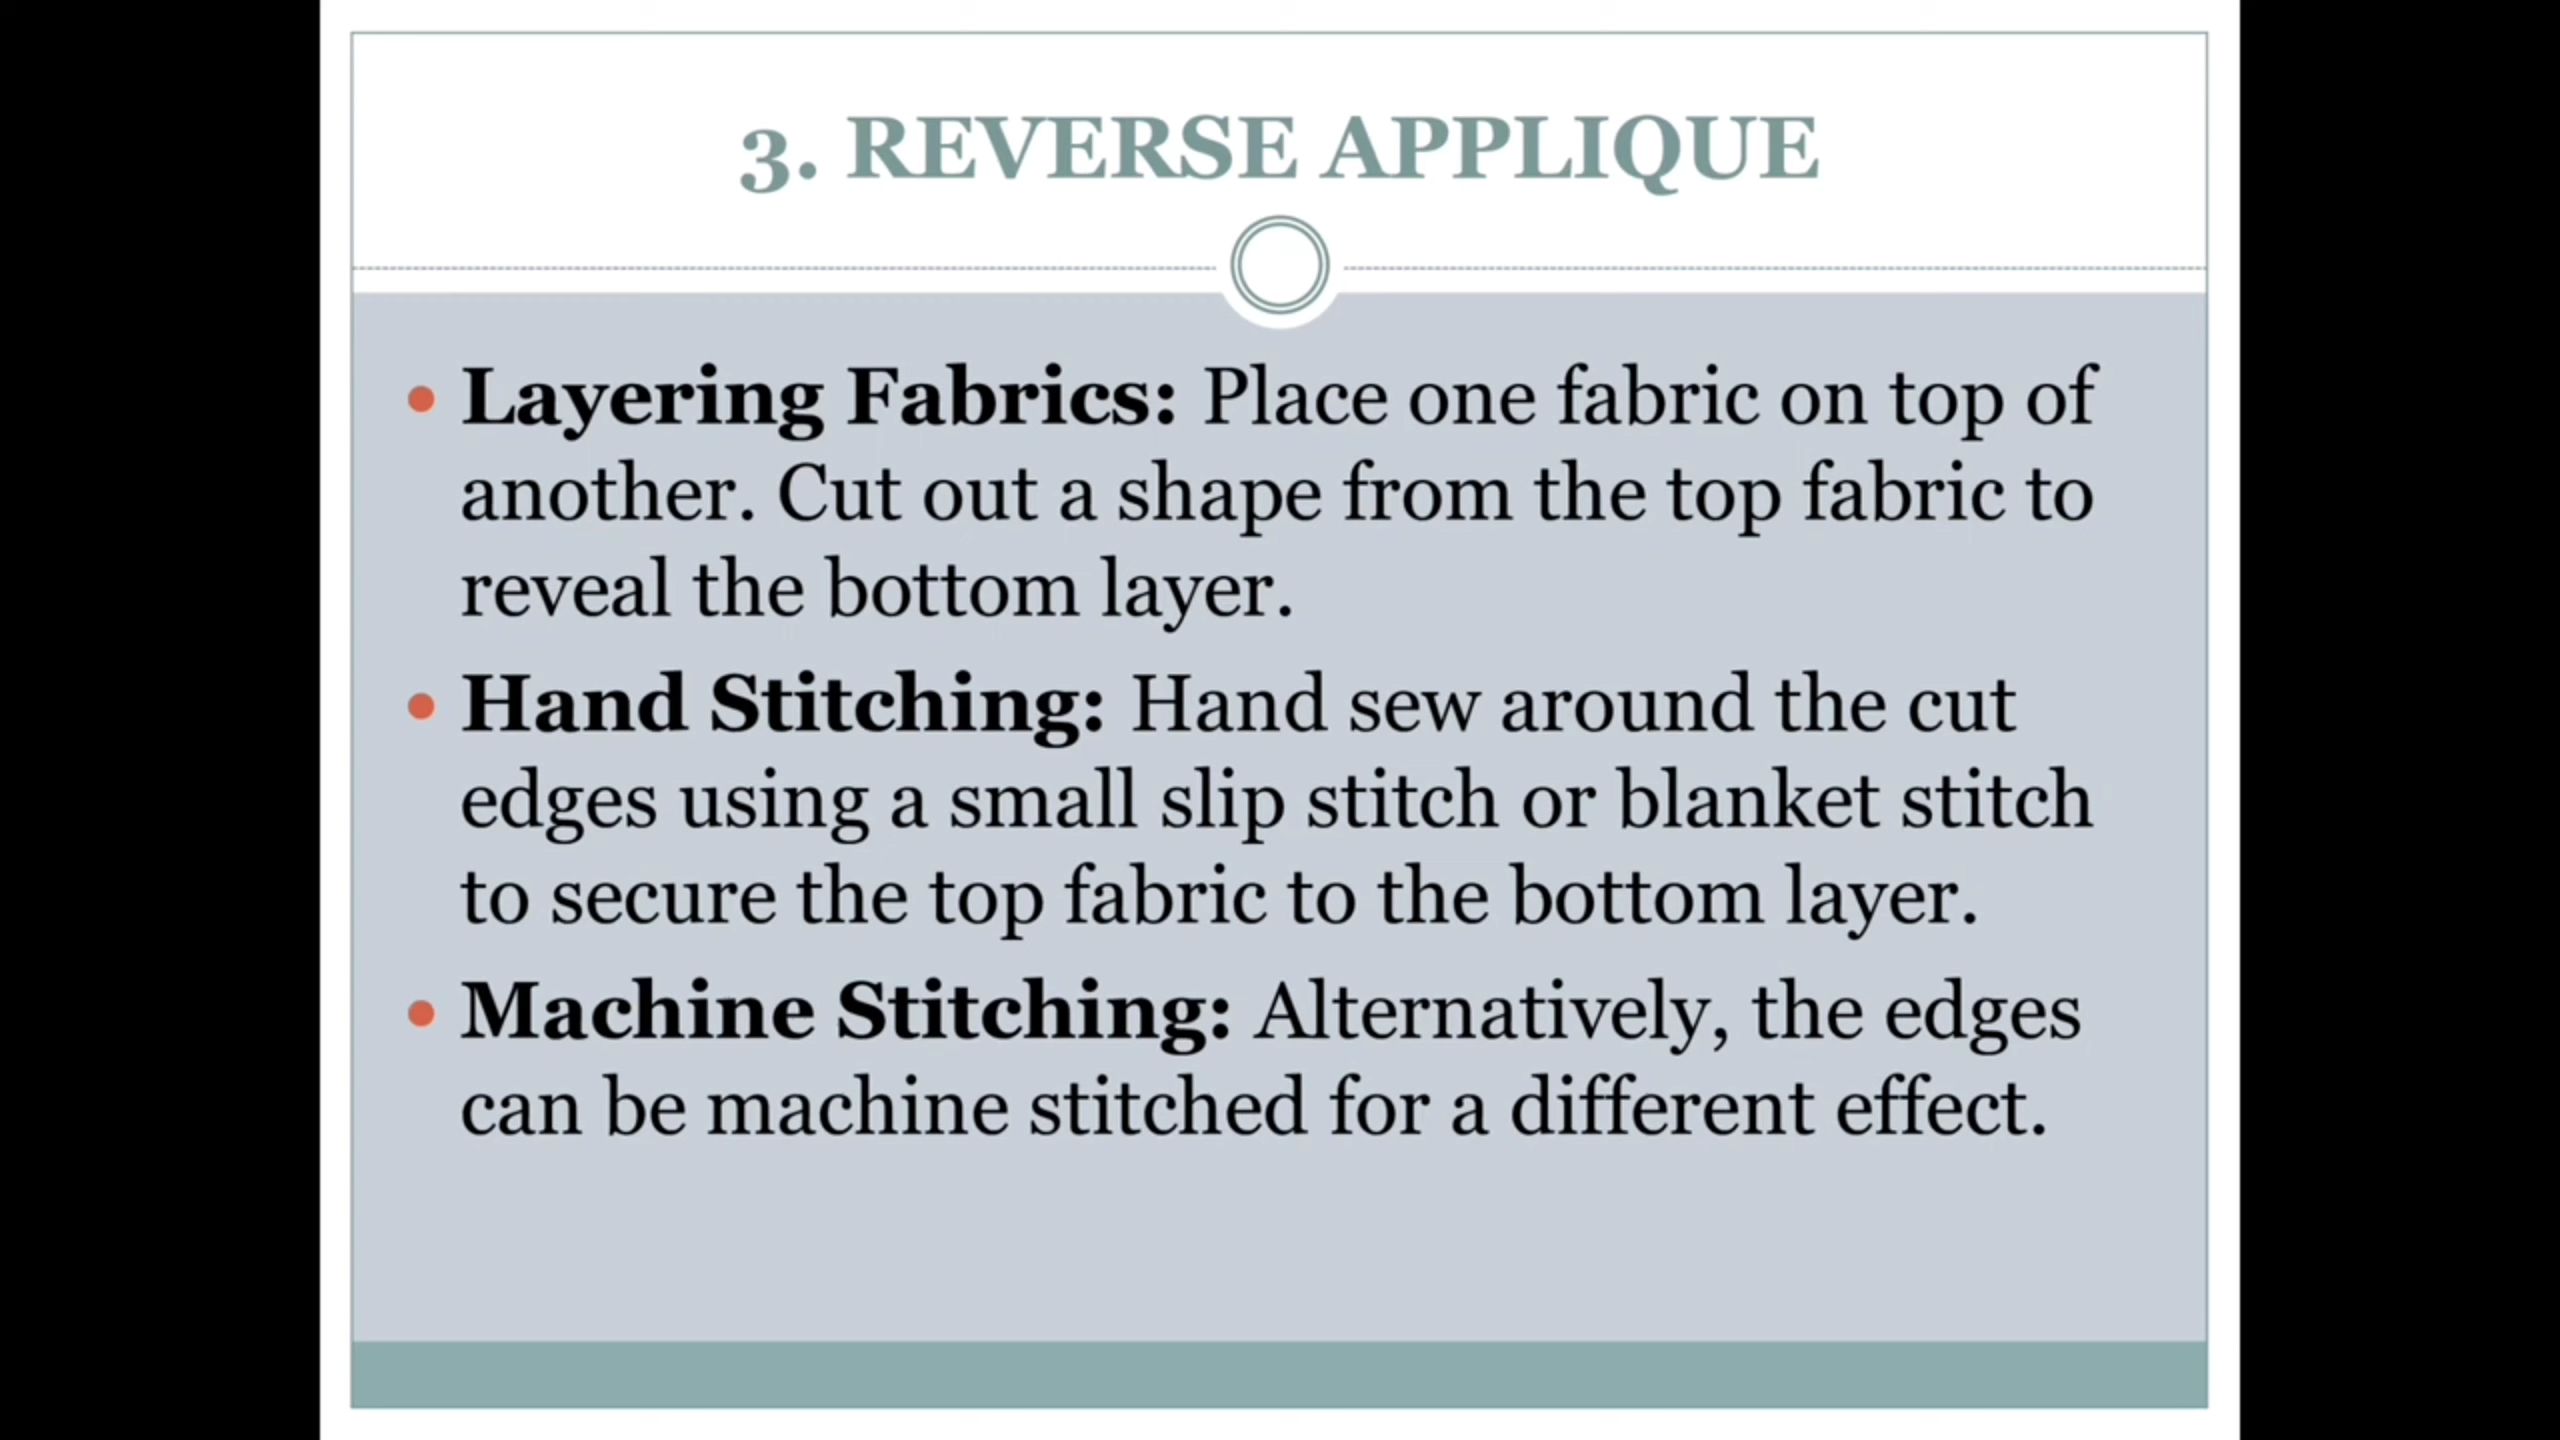 3. REVERSE APPLIQUE
• Layering Fabrics: Place one fabric on top of
another. Cut out a shape from the top fabric to
reveal the bottom layer.
• Hand Stitching: Hand sew around the cut
edges using a small slip stitch or blanket stitch
to secure the top fabric to the bottom layer.
• Machine Stitching: Alternatively, the edges
can be machine stitched for a different effect.